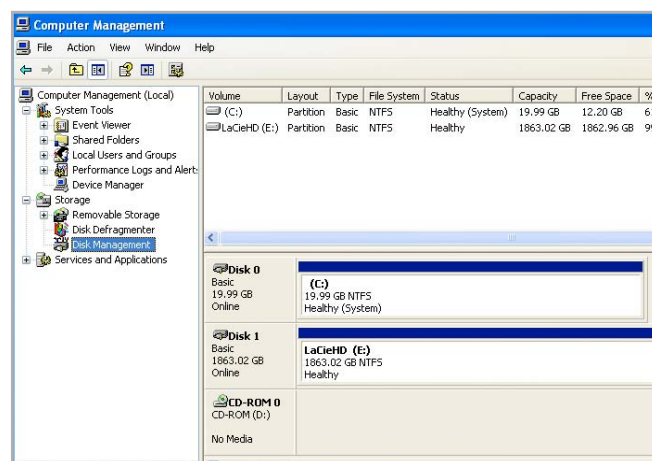 Computer Management
File Action View Window Help
Computer Management (Local)
System Tools
Event Viewer
Shared Folders
Local Users and Groups
Performance Logs and Alert
Device Manager
Storage
Removable Storage
Disk Defragmenter
Disk Management
Services and Applications
Volume Layout Type File System Status Capacity Free Space %
(C:) Partition Basic NTFS Healthy (System) 19.99 GB 12.20 GB 6
LaCieHD (E:) Partition Basic NTFS Healthy 1863.02 GB 1862.96 GB 9
Disk 0
Basic
19.99 GB
Online
(C:)
19.99 GB NTFS
Healthy (System)
Disk 1
Basic
1863.02 GB
Online
LaCieHD (E:)
1863.02 GB NTFS
Healthy
CD-ROM 0
CD-ROM (D:)
No Media